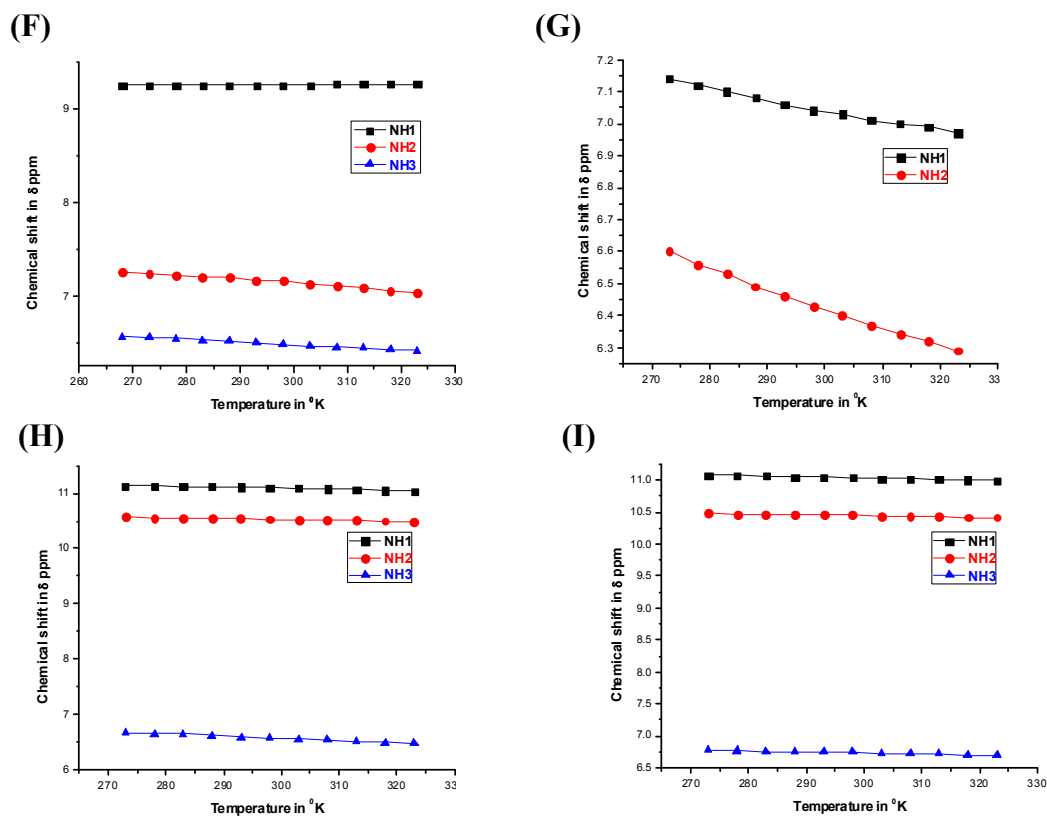 (F)
Chemical shift in δ ppm
9
8
7
NH1
NH2
NH3
260 270 280 290 300 310 320 330
Temperature in ⁰K
(G)
Chemical shift in δ ppm
7.2
7.1
7.0
6.9
6.8
6.7
6.6
6.5
6.4
6.3
NH1
NH2
270 280 290 300 310 320 33
Temperature in ⁰K
(H)
Chemical shift in δ ppm
11
10
9
8
7
6
NH1
NH2
NH3
270 280 290 300 310 320 33
Temperature in ⁰K
(I)
Chemical shift in δ ppm
11.0
10.5
10.0
9.5
9.0
8.5
8.0
7.5
7.0
6.5
NH1
NH2
NH3
270 280 290 300 310 320 330
Temperature in ⁰K